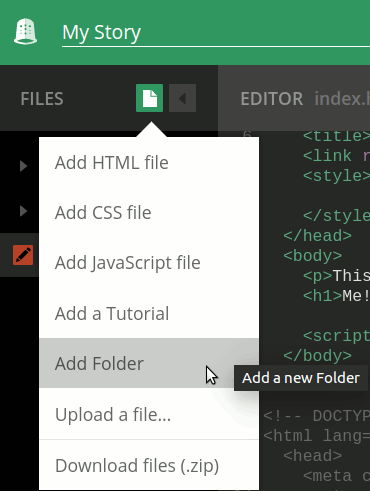 My Story
FILES
EDITOR index.h
Add HTML file
Add CSS file
Add JavaScript file
Add a Tutorial
Add Folder
Add a new Folder
Upload a file...
Download files (.zip)
6
<title>
<link r
<style>
</style>
</head>
<body>
<p>This
<h1>Me!
<script
</body>
<!-- DOCTYP
<html lang=
<head>
<meta c